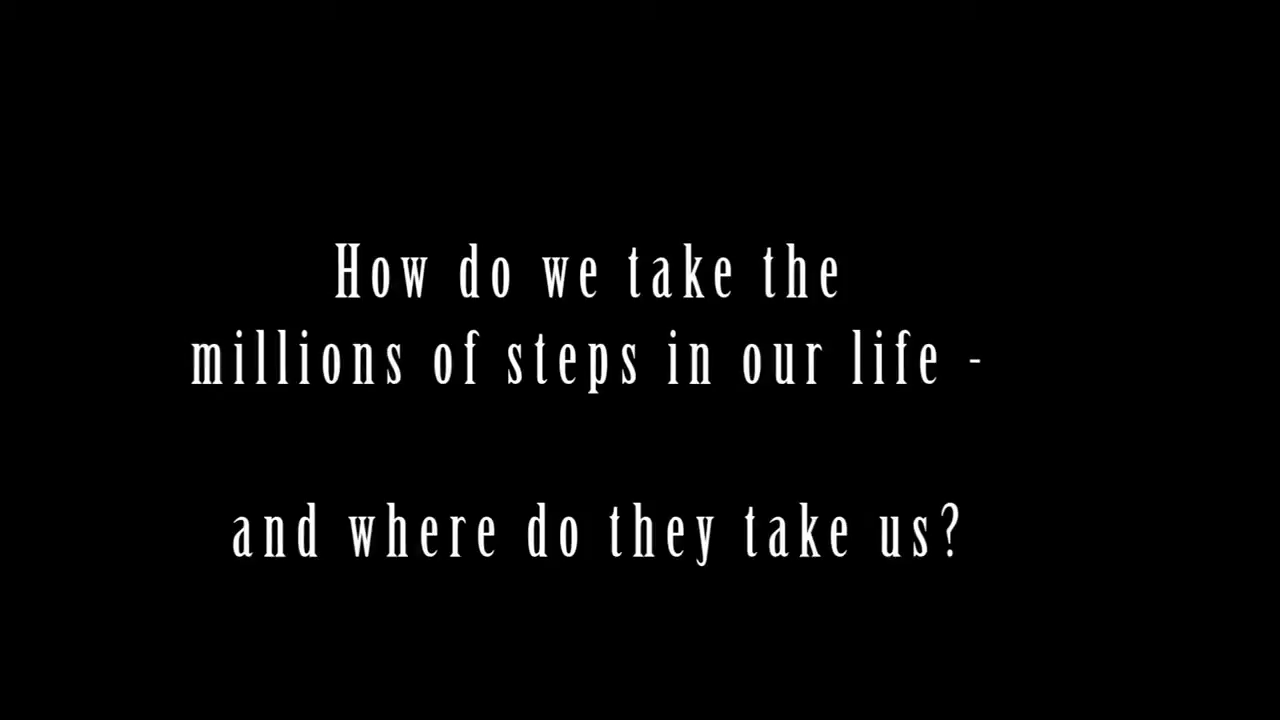 How do we take the
millions of steps in our life -
and where do they take us?